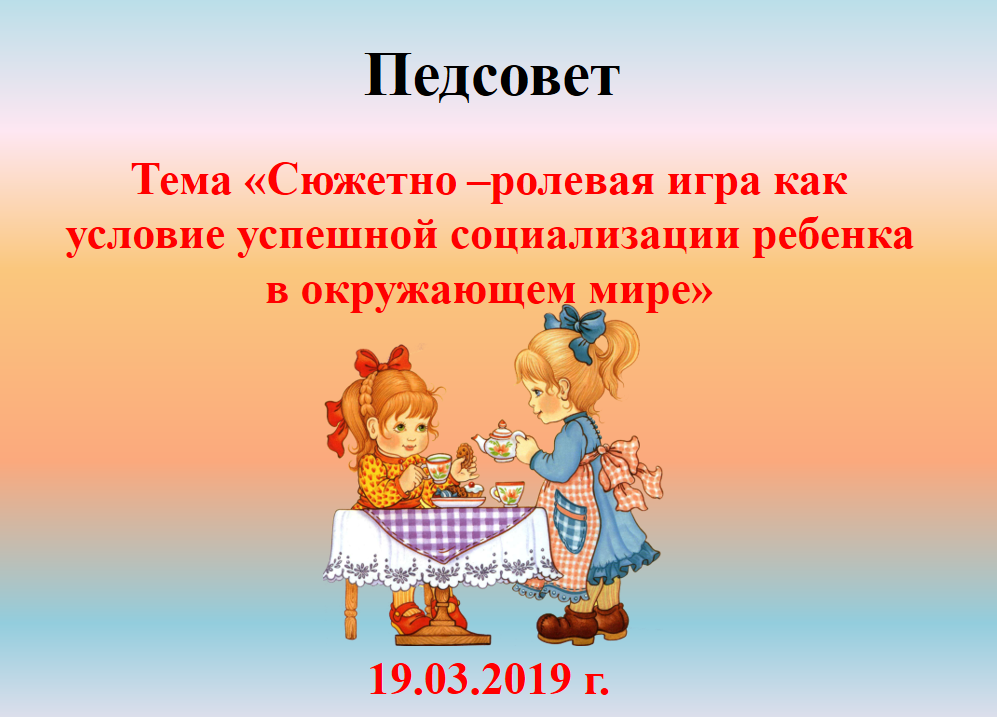 Педсовет
Тема «Сюжетно –ролевая игра как
условие успешной социализации ребенка
в окружающем мире»
19.03.2019 г.